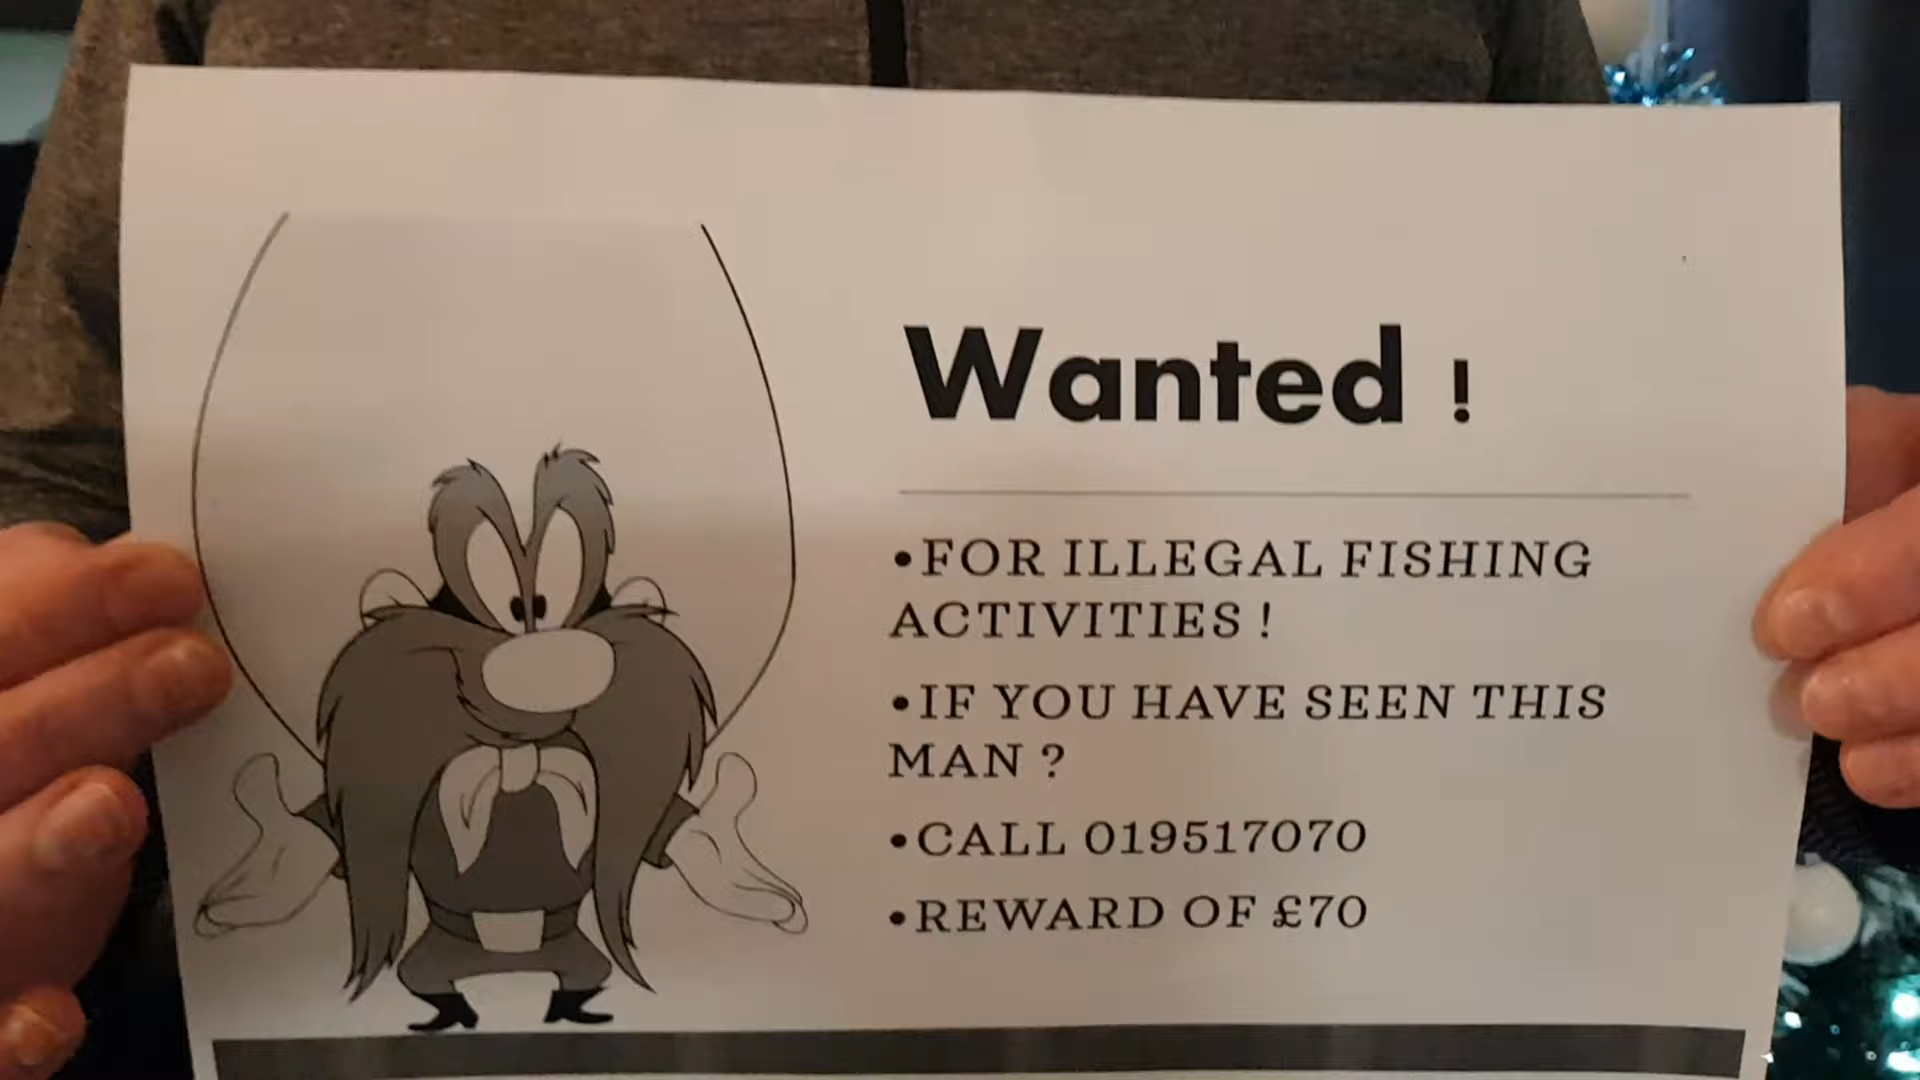 Wanted !
•FOR ILLEGAL FISHING
ACTIVITIES !
•IF YOU HAVE SEEN THIS
MAN ?
•CALL 019517070
•REWARD OF £70